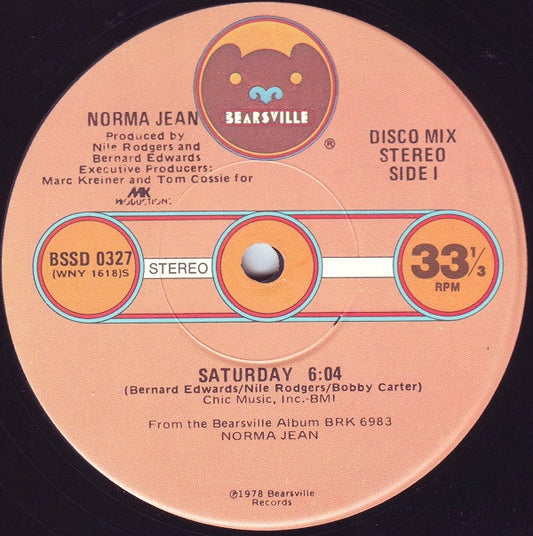 BEARSVILLE
®
NORMA JEAN
Produced by
Nile Rodgers and
Bernard Edwards
Executive Producers:
Marc Kreiner and Tom Cossie for
MK
PRODUCTIONS
DISCO MIX
STEREO
SIDE I
BSSD 0327
(WNY 1618)S
STEREO
33 1/3
RPM
SATURDAY 6:04
(Bernard Edwards/Nile Rodgers/Bobby Carter)
Chic Music, Inc.-BMI
From the Bearsville Album BRK 6983
NORMA JEAN
℗1978 Bearsville
Records